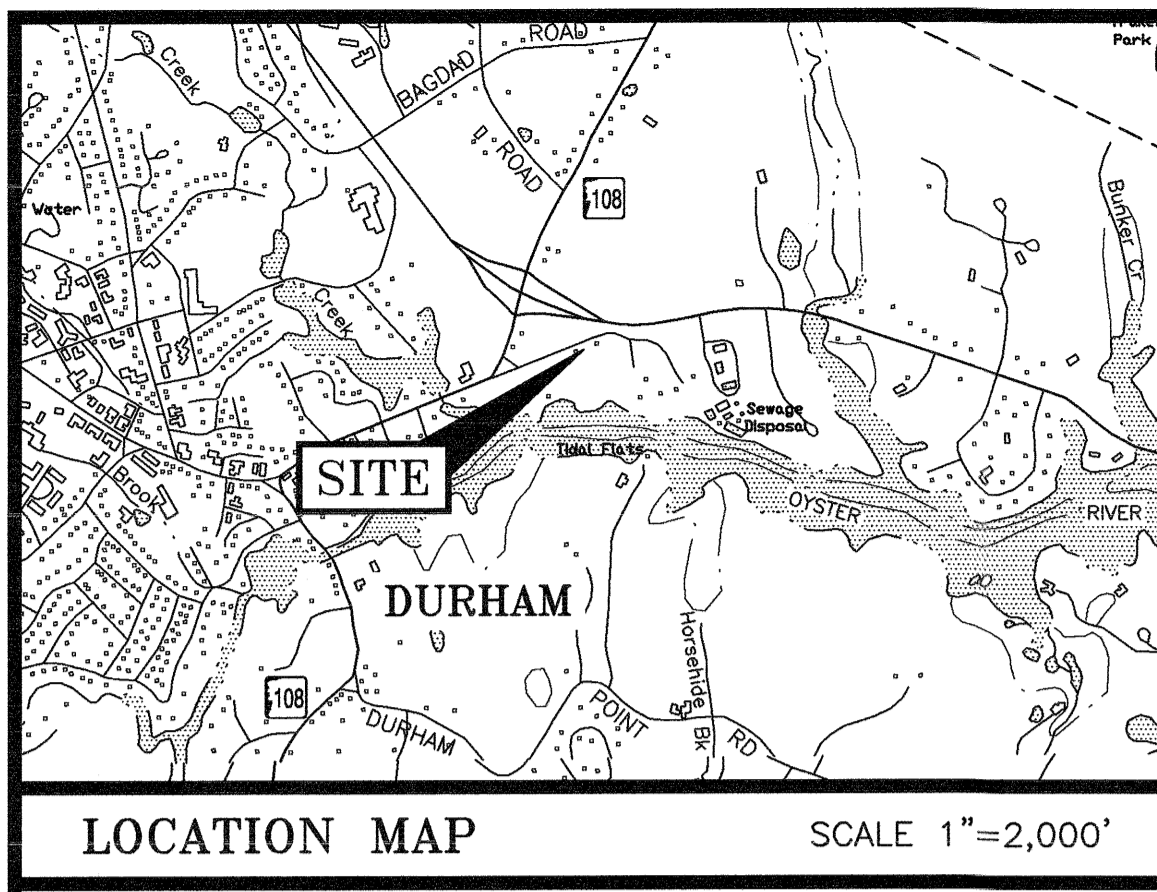 Park
ROAD
Creek
BAGDAD
ROAD
108
Bunker Cr
Water
Creek
Sewage
Disposal
Tidal Flats
SITE
Brook
OYSTER
RIVER
DURHAM
Horsehide Bk
108
DURHAM
POINT
RD
LOCATION MAP
SCALE 1"=2,000'